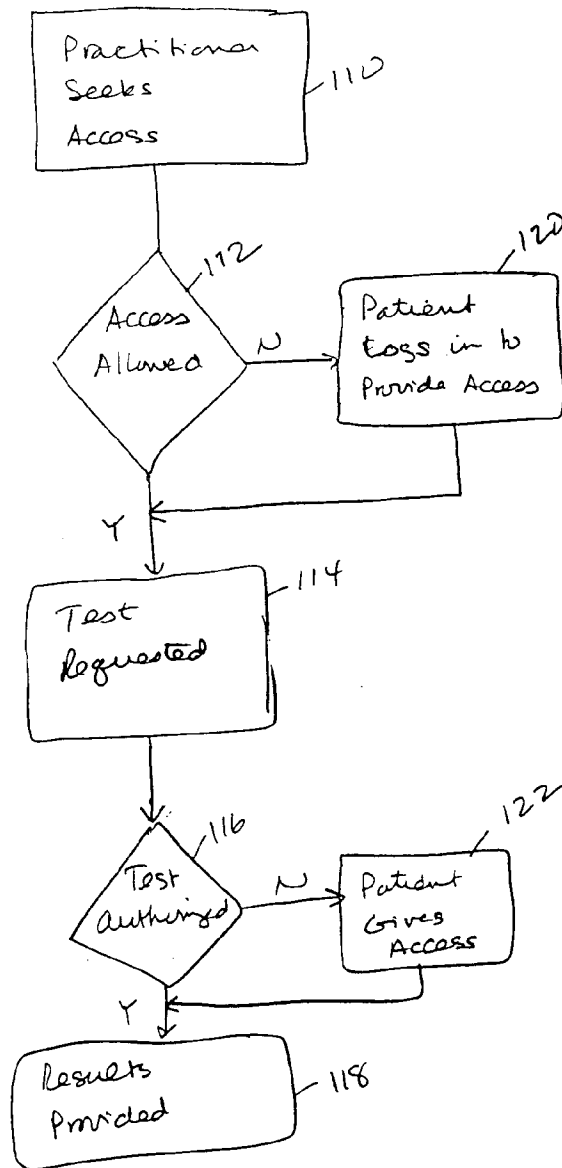 Practitioner
Seeks
Access
110
112
Access
Allowed
N
120
Patient
Logs in to
Provide Access
Y
114
Test
Requested
116
Test
Authorized
N
122
Patient
Gives
Access
Y
Results
Provided
118